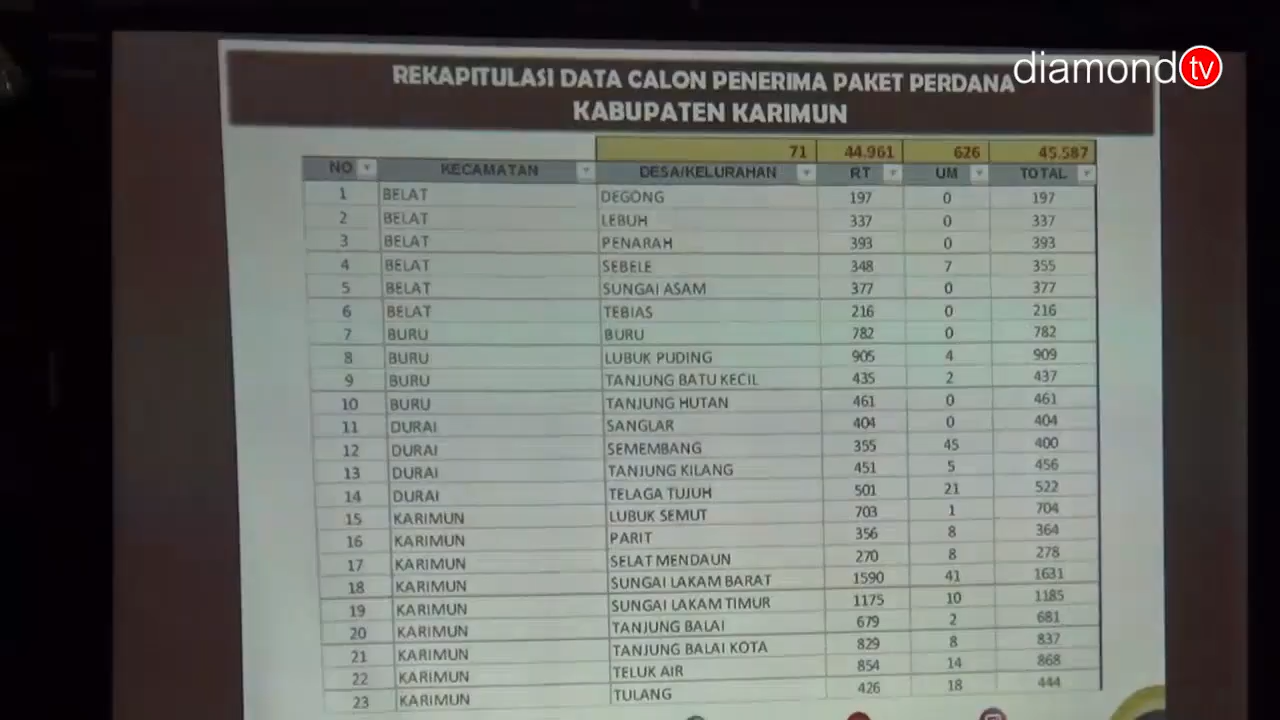 diamond tv
REKAPITULASI DATA CALON PENERIMA PAKET PERDANA
KABUPATEN KARIMUN
71 44.961 626 45.587
NO KECAMATAN DESA/KELURAHAN RT UM TOTAL
1 BELAT DEGONG 197 0 197
2 BELAT LEBUH 337 0 337
3 BELAT PENARAH 393 0 393
4 BELAT SEBELE 348 7 355
5 BELAT SUNGAI ASAM 377 0 377
6 BELAT TEBIAS 216 0 216
7 BURU BURU 782 0 782
8 BURU LUBUK PUDING 905 4 909
9 BURU TANJUNG BATU KECIL 435 2 437
10 BURU TANJUNG HUTAN 461 0 461
11 DURAI SANGLAR 404 0 404
12 DURAI SEMEMBANG 355 45 400
13 DURAI TANJUNG KILANG 451 5 456
14 DURAI TELAGA TUJUH 501 21 522
15 KARIMUN LUBUK SEMUT 703 1 704
16 KARIMUN PARIT 356 8 364
17 KARIMUN SELAT MENDAUN 270 8 278
18 KARIMUN SUNGAI LAKAM BARAT 1590 41 1631
19 KARIMUN SUNGAI LAKAM TIMUR 1175 10 1185
20 KARIMUN TANJUNG BALAI 679 2 681
21 KARIMUN TANJUNG BALAI KOTA 829 8 837
22 KARIMUN TELUK AIR 854 14 868
23 KARIMUN TULANG 426 18 444